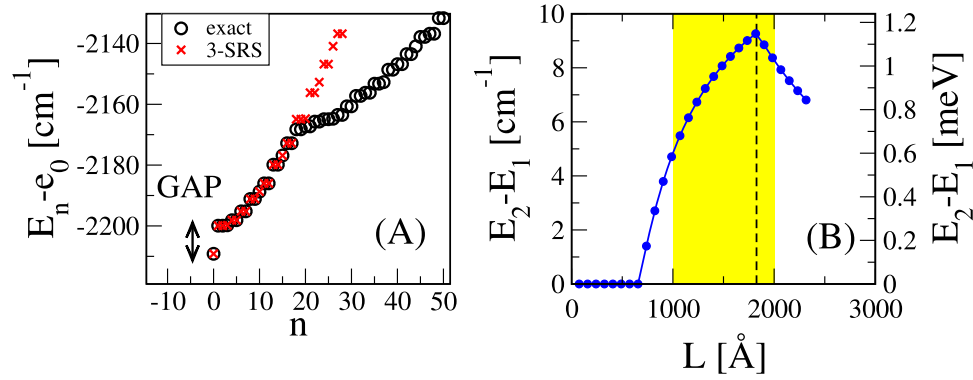 exact
3-SRS
-2140
-2160
-2180
-2200
E_n-e_0 [cm^-1]
GAP
(A)
-10 0 10 20 30 40 50
n
10
8
6
4
2
0
E_2-E_1 [cm^-1]
(B)
1.2
1
0.8
0.6
0.4
0.2
0
E_2-E_1 [meV]
0 1000 2000 3000
L [Å]